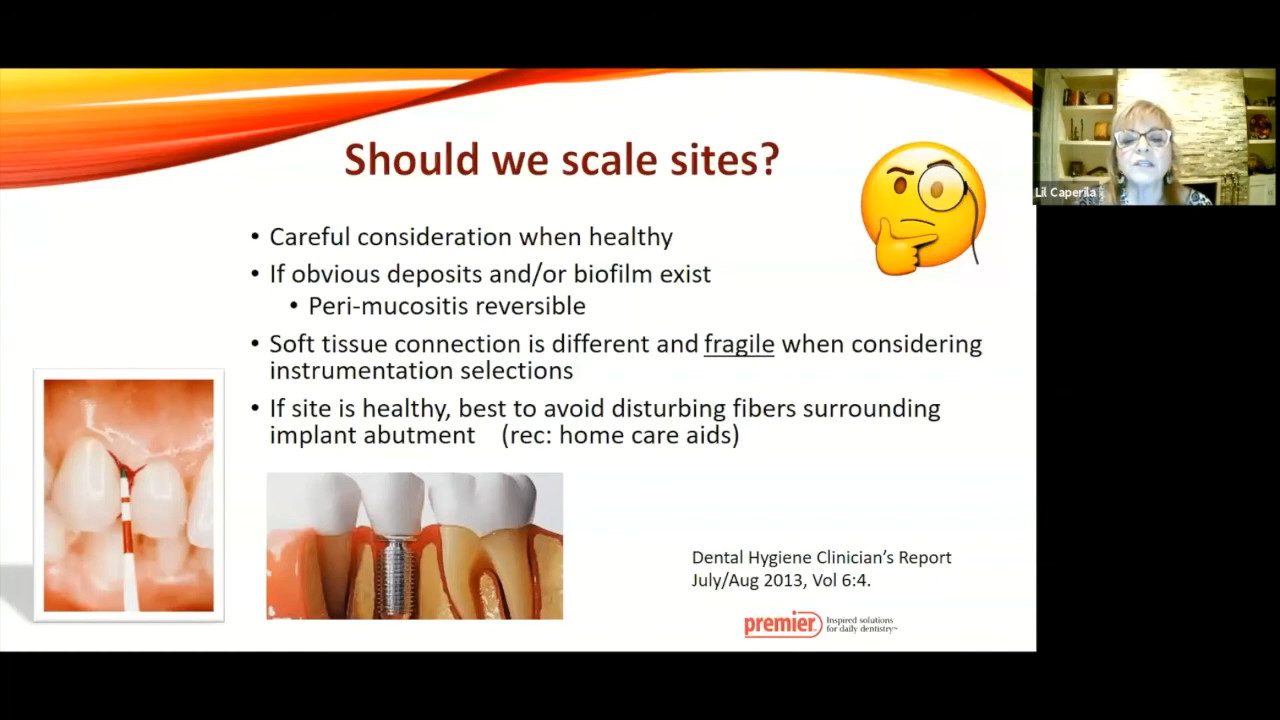 Should we scale sites?
• Careful consideration when healthy
• If obvious deposits and/or biofilm exist
• Peri-mucositis reversible
• Soft tissue connection is different and fragile when considering
instrumentation selections
• If site is healthy, best to avoid disturbing fibers surrounding
implant abutment (rec: home care aids)
Dental Hygiene Clinician's Report
July/Aug 2013, Vol 6:4.
premier
Inspired solutions
for daily dentistry™
Lil Caperila